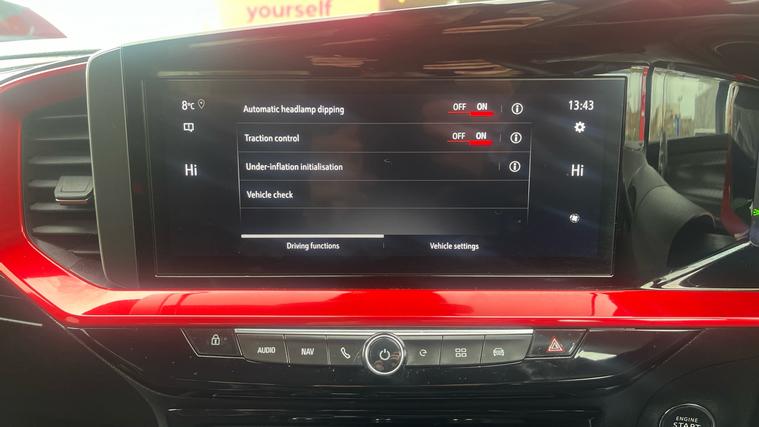 yourself
8°C
13:43
Automatic headlamp dipping OFF ON
Traction control OFF ON
Hi
Under-inflation initialisation
Hi
Vehicle check
Driving functions
Vehicle settings
AUDIO
NAV
ENGINE
START